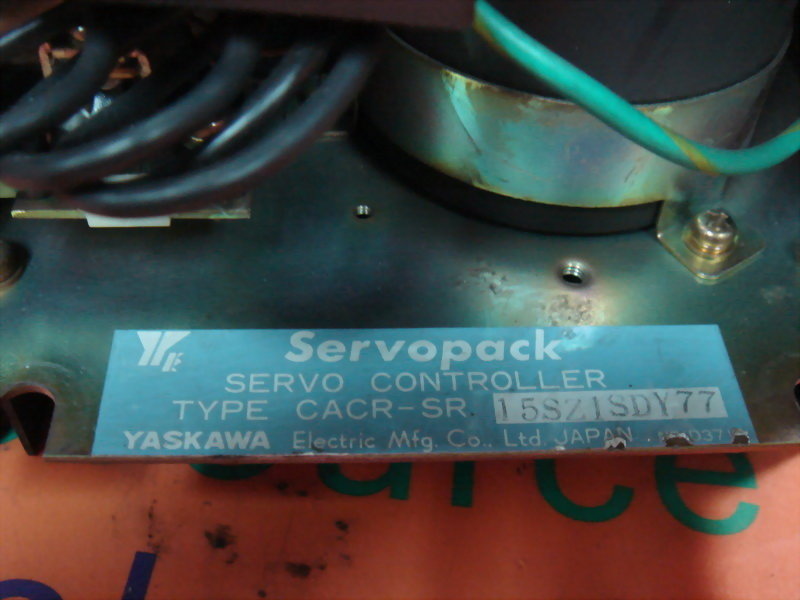 Servopack
SERVO CONTROLLER
TYPE CACR-SR 15SZ1SDY77
YASKAWA Electric Mfg. Co., Ltd. JAPAN